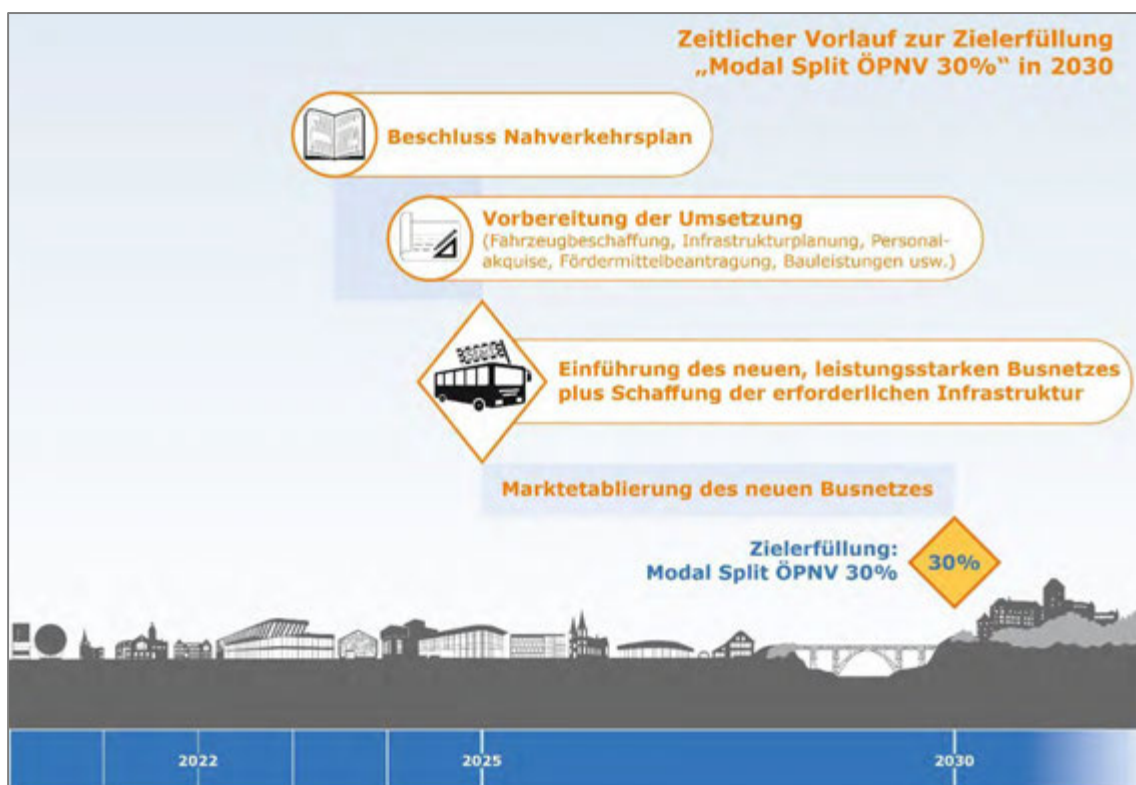 Zeitlicher Vorlauf zur Zielerfüllung
„Modal Split ÖPNV 30%“ in 2030
Beschluss Nahverkehrsplan
Vorbereitung der Umsetzung
(Fahrzeugbeschaffung, Infrastrukturplanung, Personal-
akquise, Fördermittelbeantragung, Bauleistungen usw.)
Einführung des neuen, leistungsstarken Busnetzes
plus Schaffung der erforderlichen Infrastruktur
Marktetablierung des neuen Busnetzes
Zielerfüllung:
Modal Split ÖPNV 30%
30%
2022
2025
2030